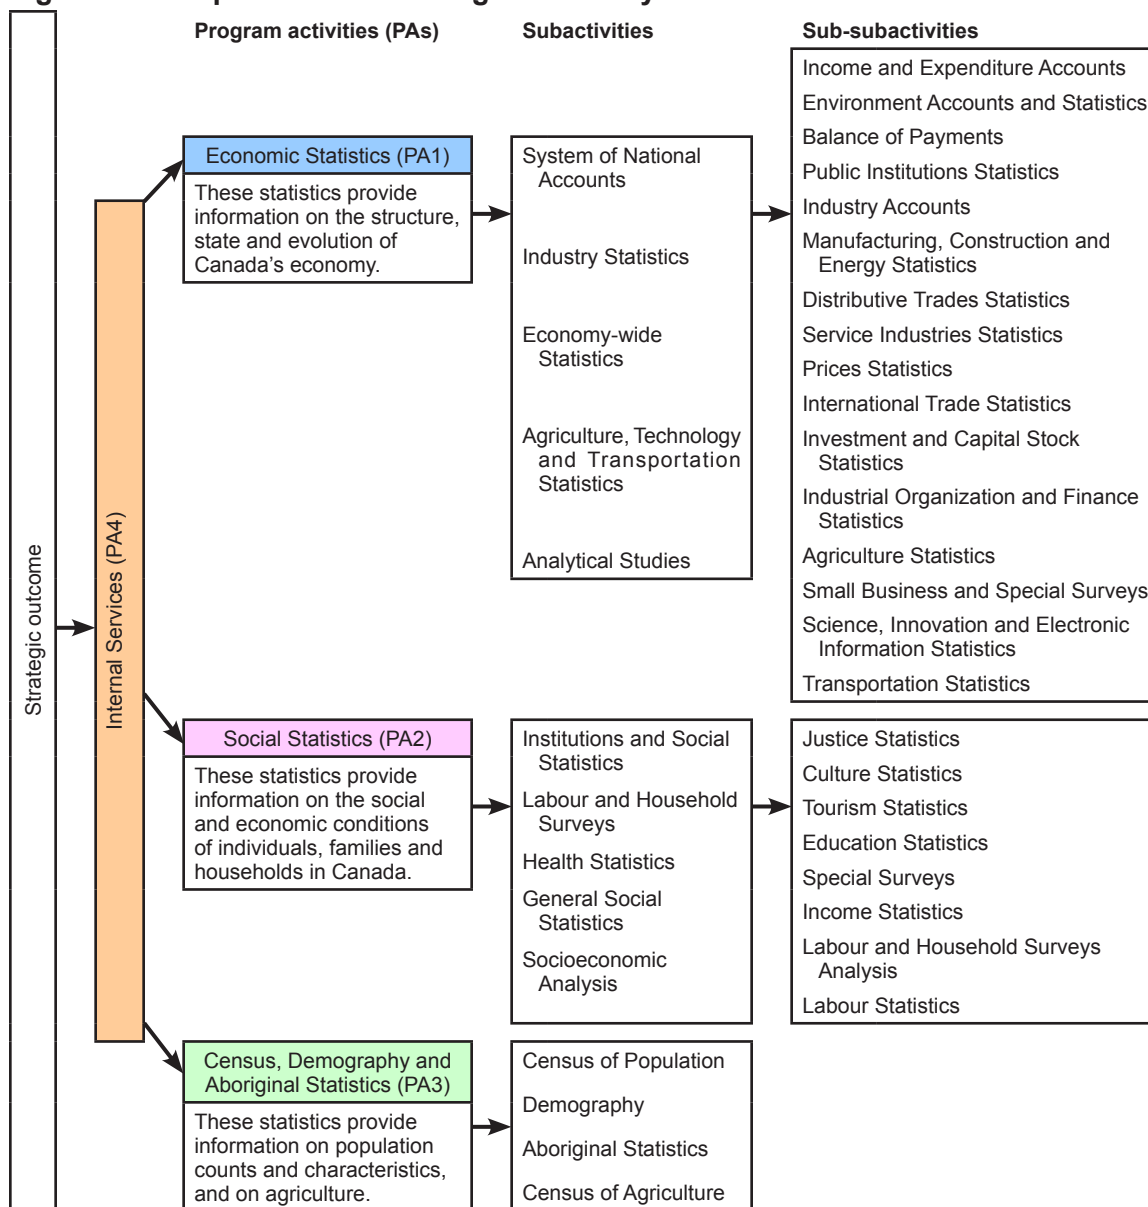 Program activities (PAs)
Subactivities
Sub-subactivities
Strategic outcome
Internal Services (PA4)
Economic Statistics (PA1)
These statistics provide
information on the structure,
state and evolution of
Canada's economy.
System of National
Accounts
Industry Statistics
Economy-wide
Statistics
Agriculture, Technology
and Transportation
Statistics
Analytical Studies
Income and Expenditure Accounts
Environment Accounts and Statistics
Balance of Payments
Public Institutions Statistics
Industry Accounts
Manufacturing, Construction and
Energy Statistics
Distributive Trades Statistics
Service Industries Statistics
Prices Statistics
International Trade Statistics
Investment and Capital Stock
Statistics
Industrial Organization and Finance
Statistics
Agriculture Statistics
Small Business and Special Surveys
Science, Innovation and Electronic
Information Statistics
Transportation Statistics
Social Statistics (PA2)
These statistics provide
information on the social
and economic conditions
of individuals, families and
households in Canada.
Institutions and Social
Statistics
Labour and Household
Surveys
Health Statistics
General Social
Statistics
Socioeconomic
Analysis
Justice Statistics
Culture Statistics
Tourism Statistics
Education Statistics
Special Surveys
Income Statistics
Labour and Household Surveys
Analysis
Labour Statistics
Census, Demography and
Aboriginal Statistics (PA3)
These statistics provide
information on population
counts and characteristics,
and on agriculture.
Census of Population
Demography
Aboriginal Statistics
Census of Agriculture